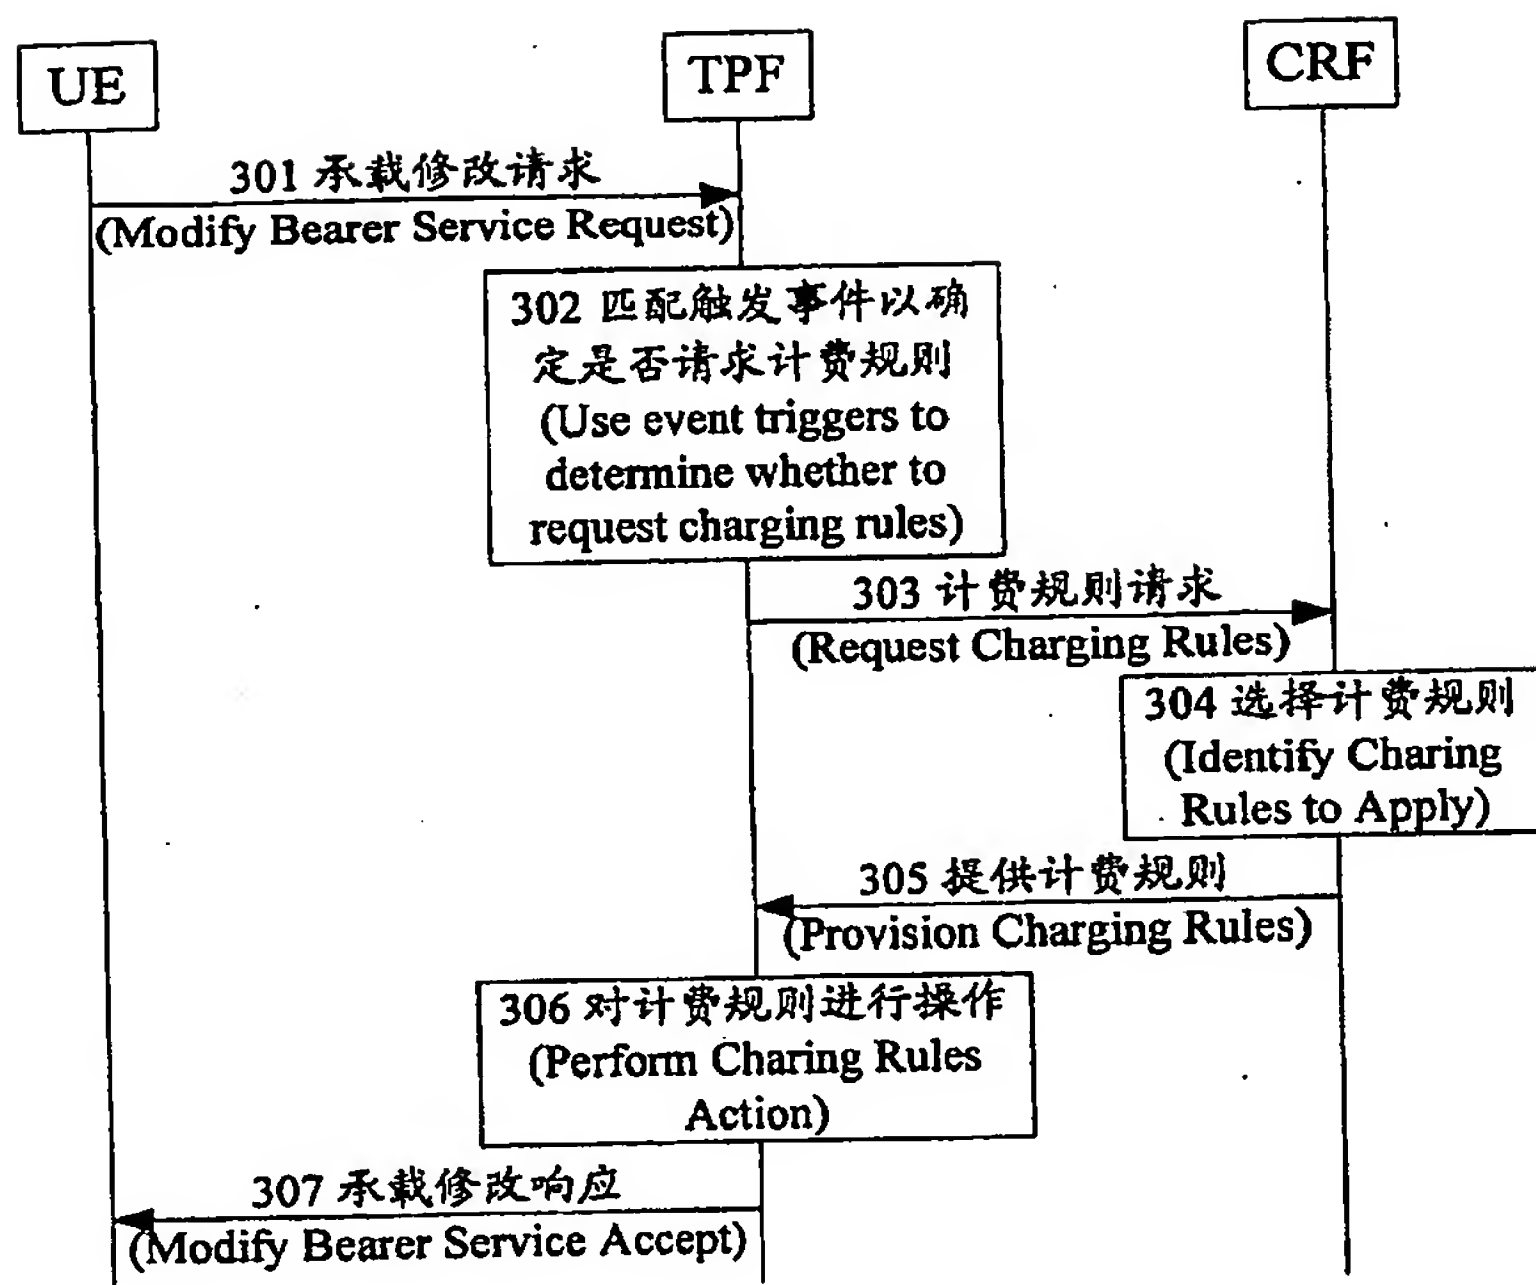 UE
TPF
CRF
301 承载修改请求
(Modify Bearer Service Request)
302 匹配触发事件以确
定是否请求计费规则
(Use event triggers to
determine whether to
request charging rules)
303 计费规则请求
(Request Charging Rules)
304 选择计费规则
(Identify Charing
Rules to Apply)
305 提供计费规则
(Provision Charging Rules)
306 对计费规则进行操作
(Perform Charing Rules
Action)
307 承载修改响应
(Modify Bearer Service Accept)